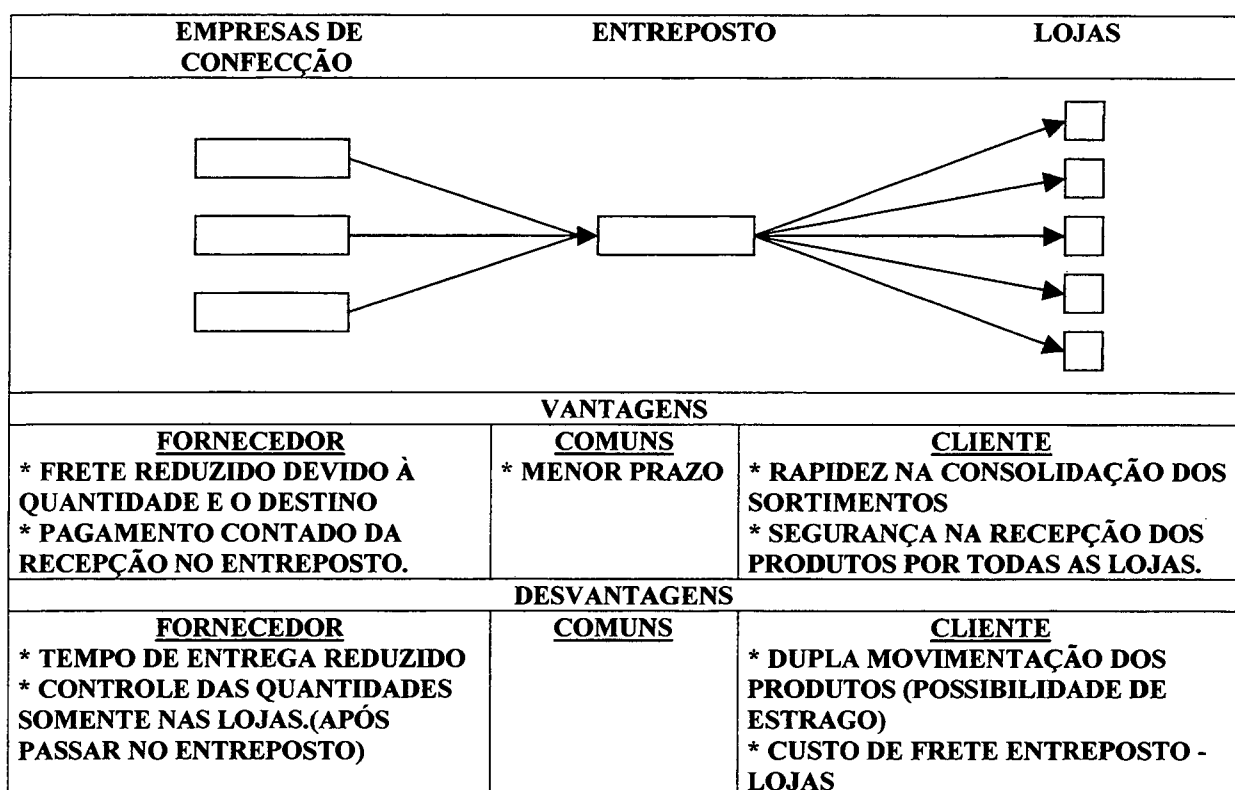 EMPRESAS DE
CONFECÇÃO
ENTREPOSTO
LOJAS
VANTAGENS
FORNECEDOR
* FRETE REDUZIDO DEVIDO À
QUANTIDADE E O DESTINO
* PAGAMENTO CONTADO DA
RECEPÇÃO NO ENTREPOSTO.
COMUNS
* MENOR PRAZO
CLIENTE
* RAPIDEZ NA CONSOLIDAÇÃO DOS
SORTIMENTOS
* SEGURANÇA NA RECEPÇÃO DOS
PRODUTOS POR TODAS AS LOJAS.
DESVANTAGENS
FORNECEDOR
* TEMPO DE ENTREGA REDUZIDO
* CONTROLE DAS QUANTIDADES
SOMENTE NAS LOJAS.(APÓS
PASSAR NO ENTREPOSTO)
COMUNS
CLIENTE
* DUPLA MOVIMENTAÇÃO DOS
PRODUTOS (POSSIBILIDADE DE
ESTRAGO)
* CUSTO DE FRETE ENTREPOSTO -
LOJAS